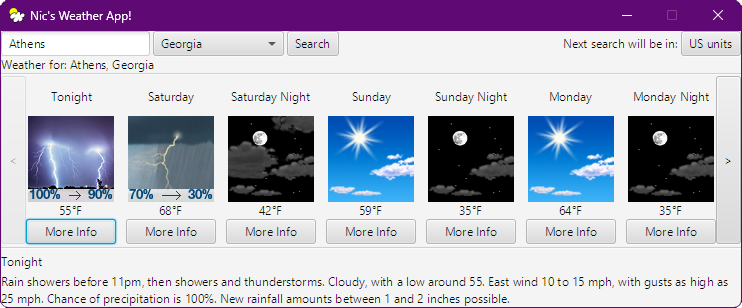 Nic's Weather App!
Athens Georgia Search Next search will be in: US units
Weather for: Athens, Georgia
Tonight Saturday Saturday Night Sunday Sunday Night Monday Monday Night
100% → 90% 70% → 30%
< >
55°F 68°F 42°F 59°F 35°F 64°F 35°F
More Info More Info More Info More Info More Info More Info More Info
Tonight
Rain showers before 11pm, then showers and thunderstorms. Cloudy, with a low around 55. East wind 10 to 15 mph, with gusts as high as
25 mph. Chance of precipitation is 100%. New rainfall amounts between 1 and 2 inches possible.